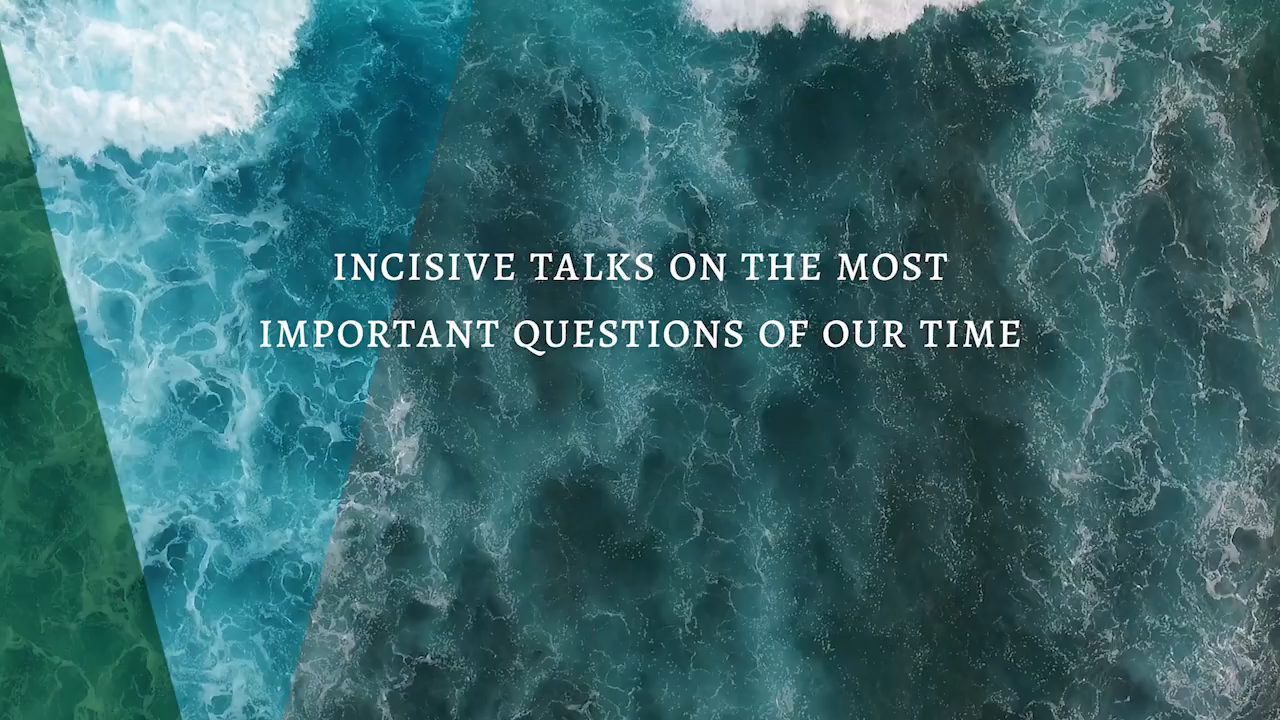 INCISIVE TALKS ON THE MOST
IMPORTANT QUESTIONS OF OUR TIME